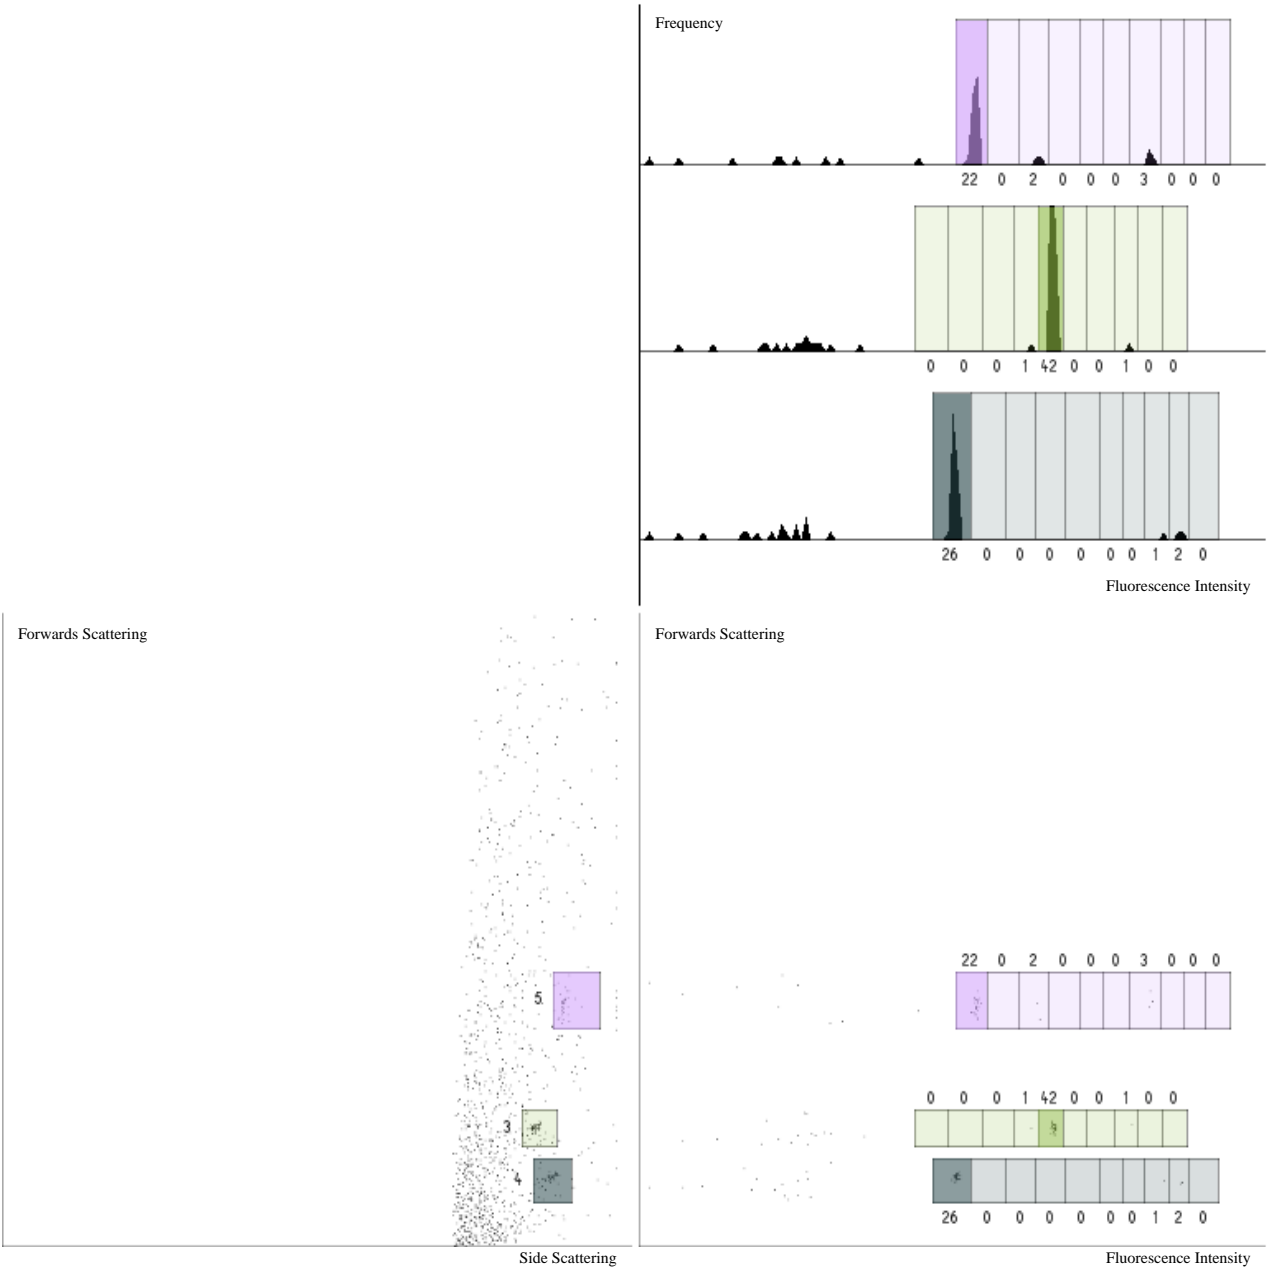 Frequency
22 0 2 0 0 0 3 0 0 0
0 0 0 1 42 0 0 1 0 0
26 0 0 0 0 0 0 1 2 0
Fluorescence Intensity
Forwards Scattering
5
3
4
Side Scattering
Forwards Scattering
22 0 2 0 0 0 3 0 0 0
0 0 0 1 42 0 0 1 0 0
26 0 0 0 0 0 0 1 2 0
Fluorescence Intensity